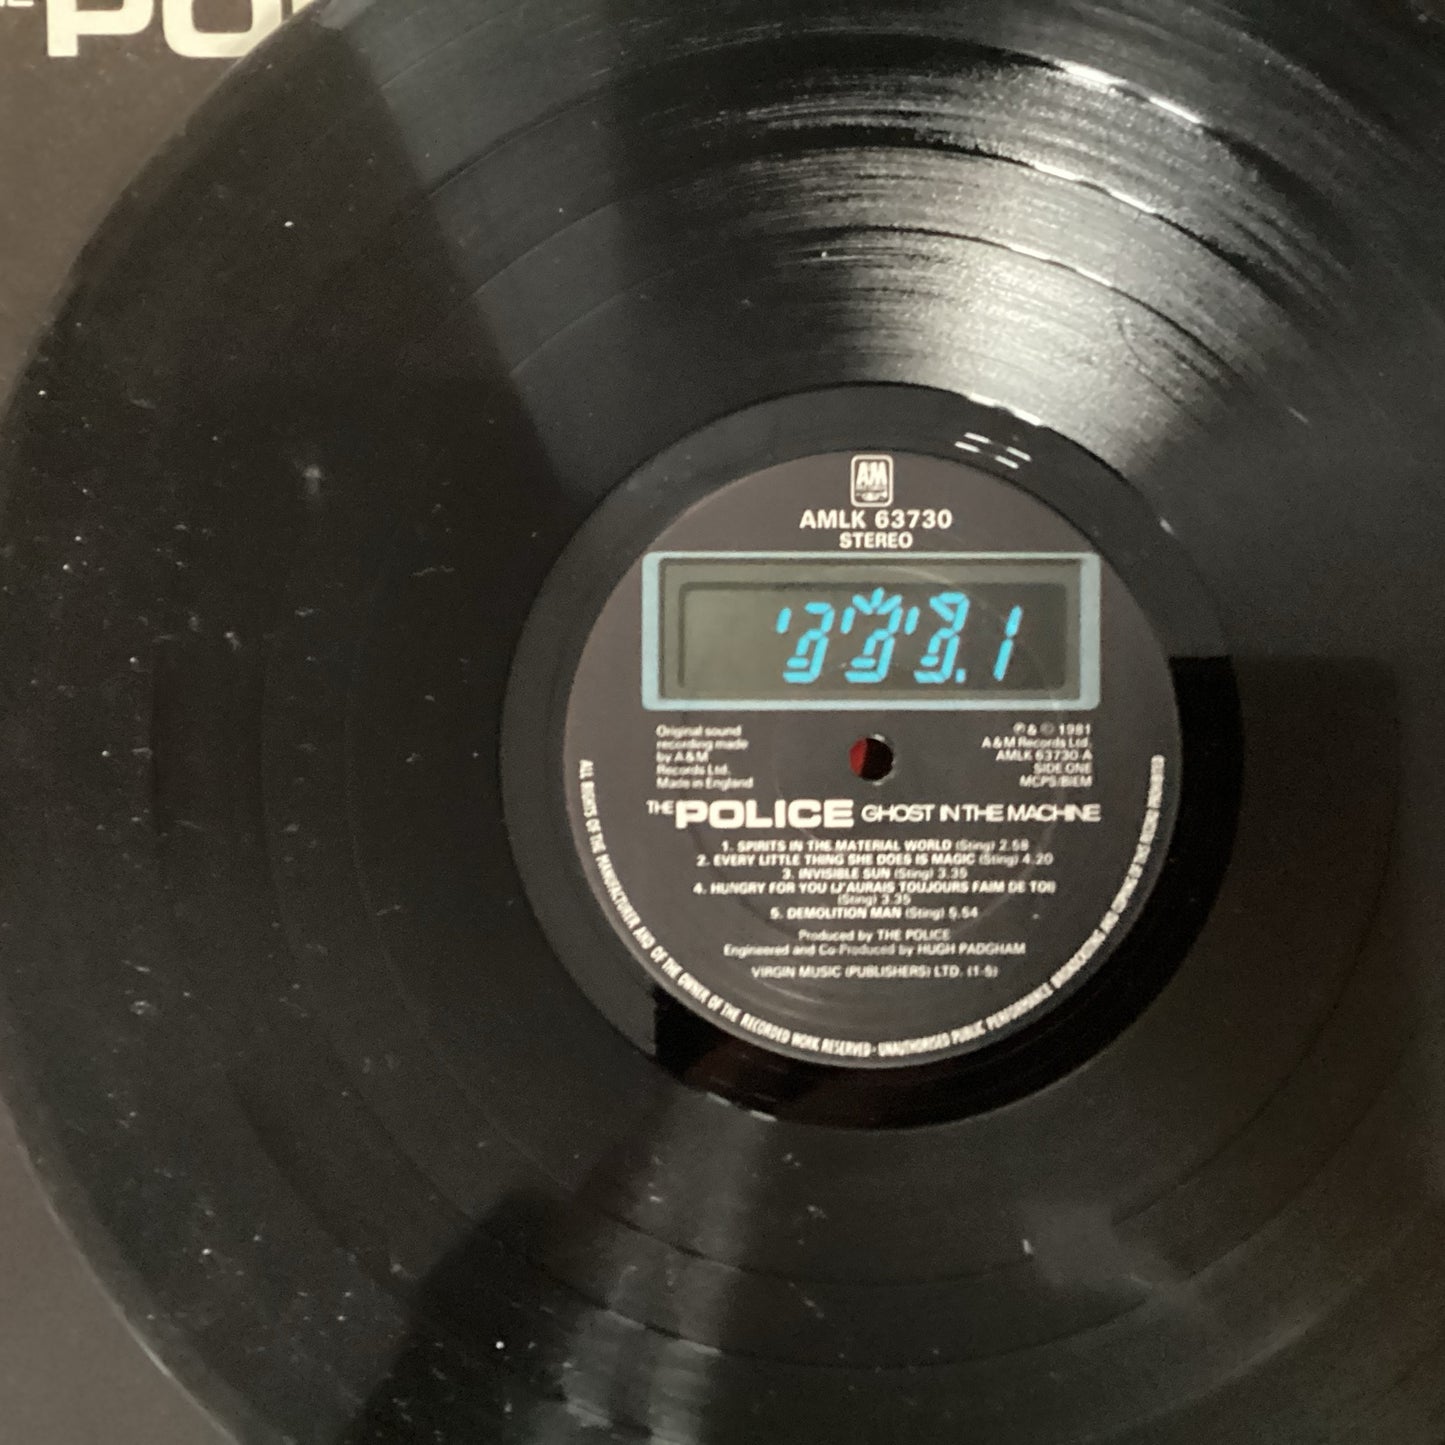 THE POL
A&M
AMLK 63730
STEREO
Original sound
recording made
by A&M
Records Ltd.
Made in England
℗ & © 1981
A&M Records Ltd.
AMLK 63730 A
SIDE ONE
MCPS/BIEM
THE POLICE GHOST IN THE MACHINE
1. SPIRITS IN THE MATERIAL WORLD (Sting) 2.58
2. EVERY LITTLE THING SHE DOES IS MAGIC (Sting) 4.20
3. INVISIBLE SUN (Sting) 3.35
4. HUNGRY FOR YOU (J'AURAIS TOUJOURS FAIM DE TOI)
(Sting) 3.35
5. DEMOLITION MAN (Sting) 5.54
Produced by THE POLICE
Engineered and Co-Produced by HUGH PADGHAM
VIRGIN MUSIC (PUBLISHERS) LTD. (1-5)
ALL RIGHTS OF THE MANUFACTURER AND OF THE OWNER OF THE RECORDED WORK RESERVED-UNAUTHORISED PUBLIC PERFORMANCE BROADCASTING AND COPYING OF THIS RECORD PROHIBITED